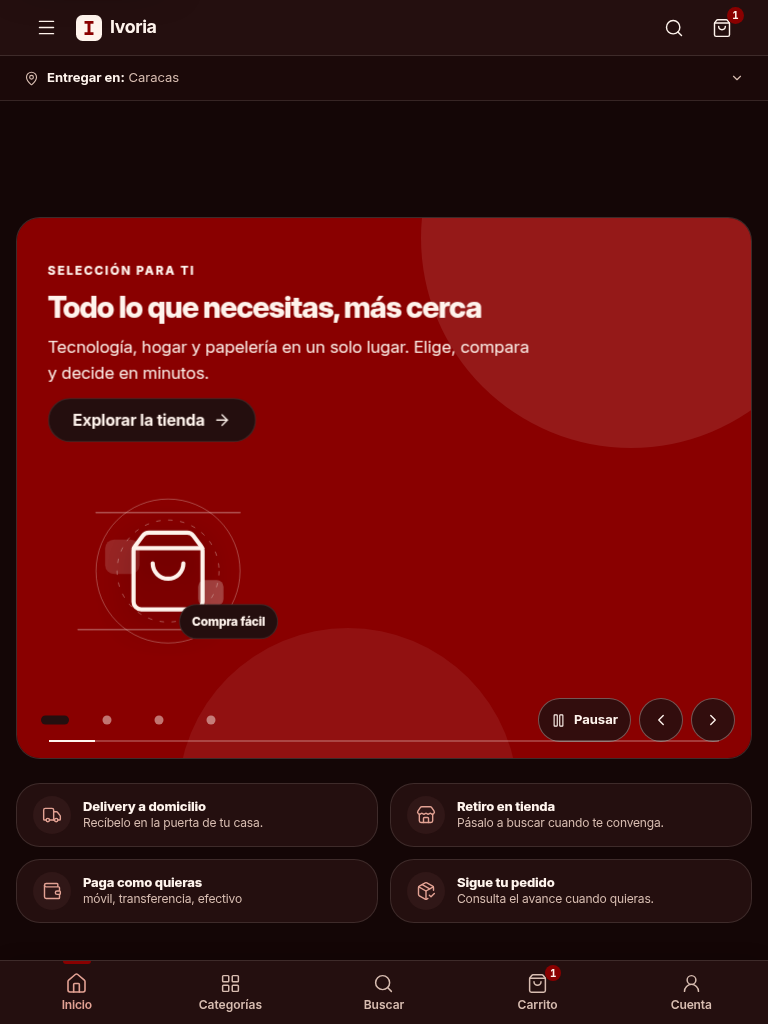 I Ivoria
1
Entregar en: Caracas
SELECCIÓN PARA TI
Todo lo que necesitas, más cerca
Tecnología, hogar y papelería en un solo lugar. Elige, compara
y decide en minutos.
Explorar la tienda
Compra fácil
Pausar
Delivery a domicilio
Recíbelo en la puerta de tu casa.
Retiro en tienda
Pásalo a buscar cuando te convenga.
Paga como quieras
móvil, transferencia, efectivo
Sigue tu pedido
Consulta el avance cuando quieras.
1
Inicio
Categorías
Buscar
Carrito
Cuenta